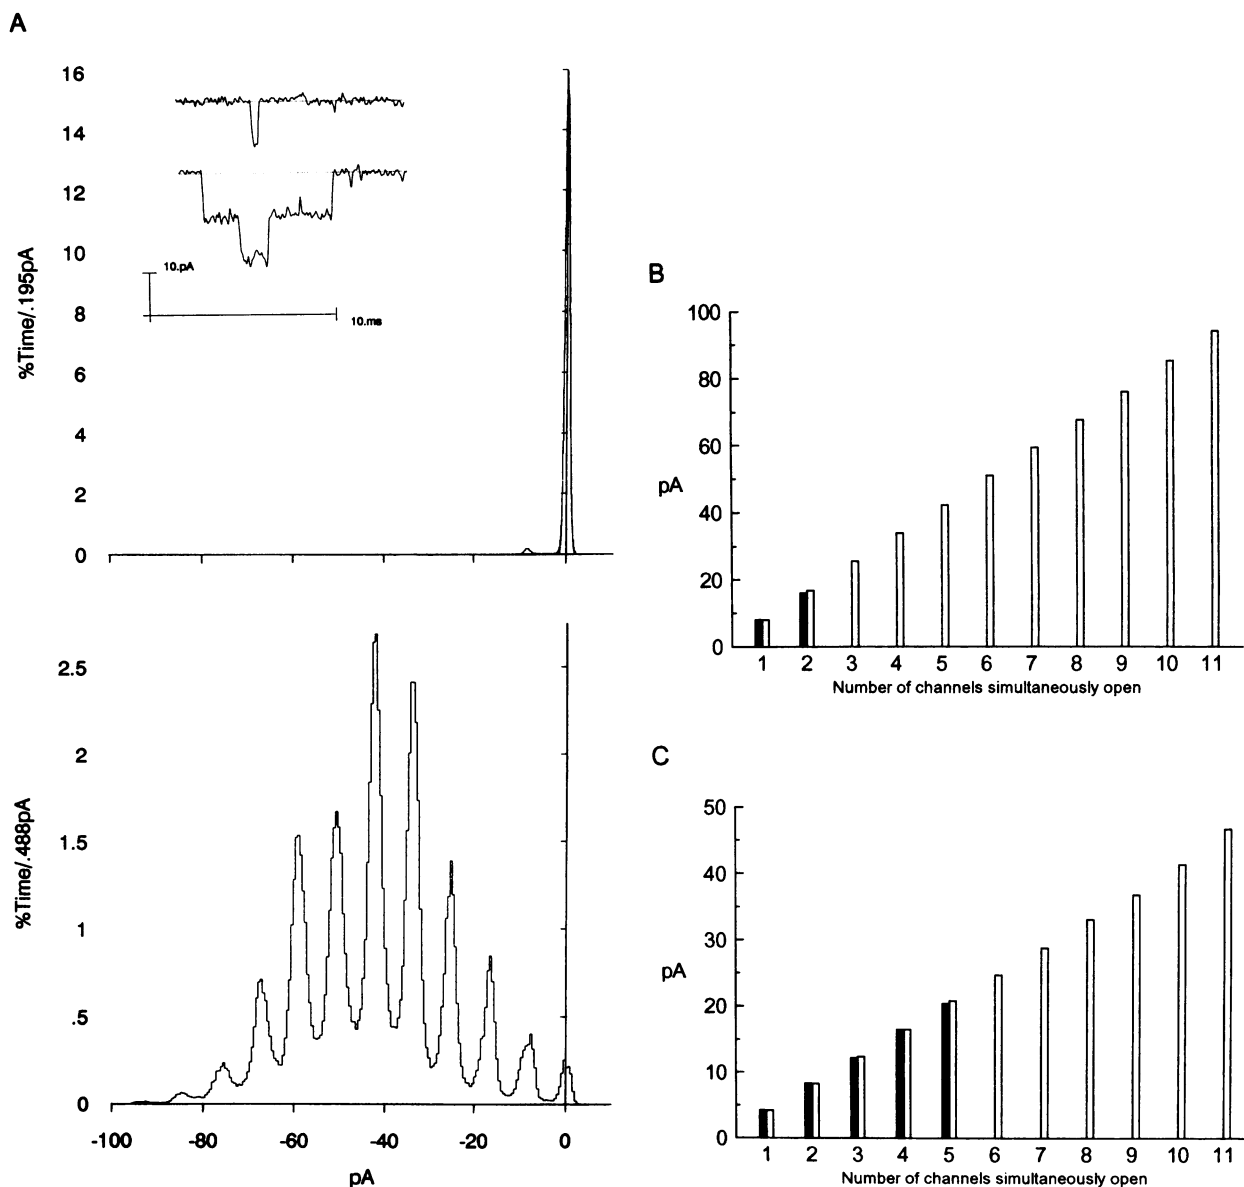 A
16
14
12
10
8
6
4
2
0
%Time/.195pA
10.pA
10.ms
2.5
2
1.5
1
.5
0
%Time/.488pA
-100 -80 -60 -40 -20 0
pA
B
100
80
60
40
20
0
pA
1 2 3 4 5 6 7 8 9 10 11
Number of channels simultaneously open
C
50
40
30
20
10
0
pA
1 2 3 4 5 6 7 8 9 10 11
Number of channels simultaneously open